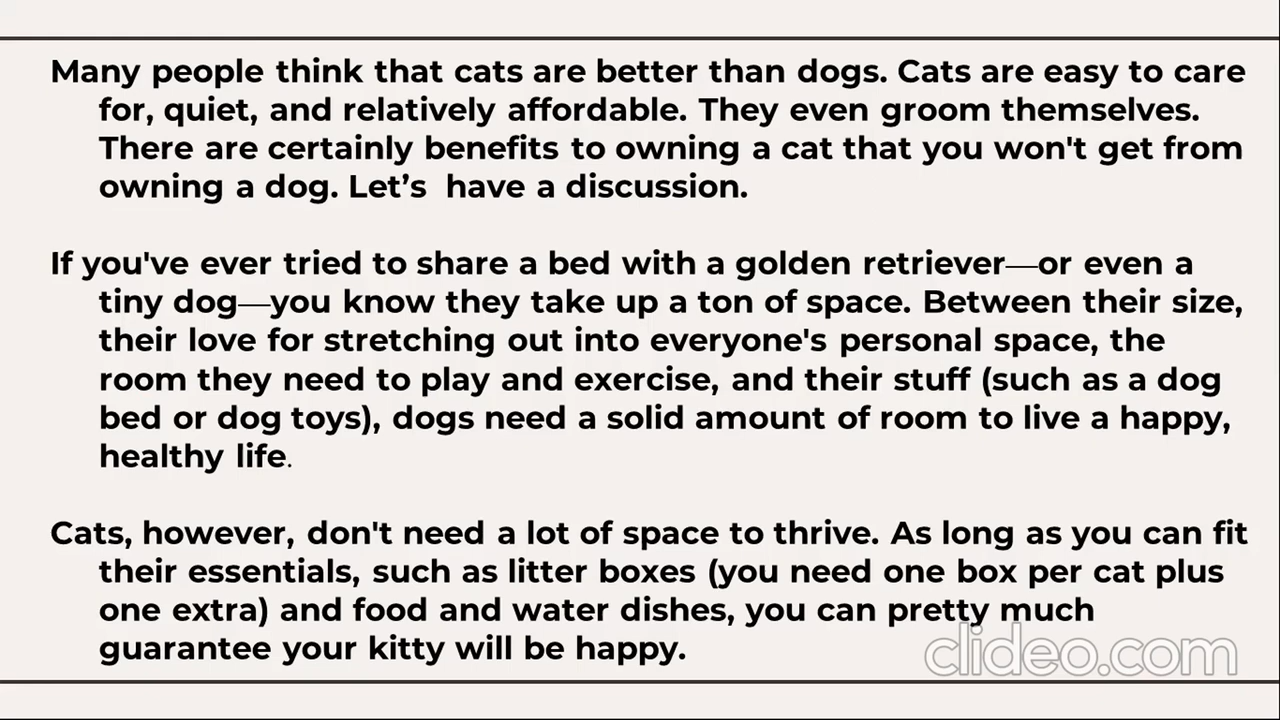 Many people think that cats are better than dogs. Cats are easy to care
for, quiet, and relatively affordable. They even groom themselves.
There are certainly benefits to owning a cat that you won't get from
owning a dog. Let’s  have a discussion.
If you've ever tried to share a bed with a golden retriever—or even a
tiny dog—you know they take up a ton of space. Between their size,
their love for stretching out into everyone's personal space, the
room they need to play and exercise, and their stuff (such as a dog
bed or dog toys), dogs need a solid amount of room to live a happy,
healthy life.
Cats, however, don't need a lot of space to thrive. As long as you can fit
their essentials, such as litter boxes (you need one box per cat plus
one extra) and food and water dishes, you can pretty much
guarantee your kitty will be happy.
clideo.com